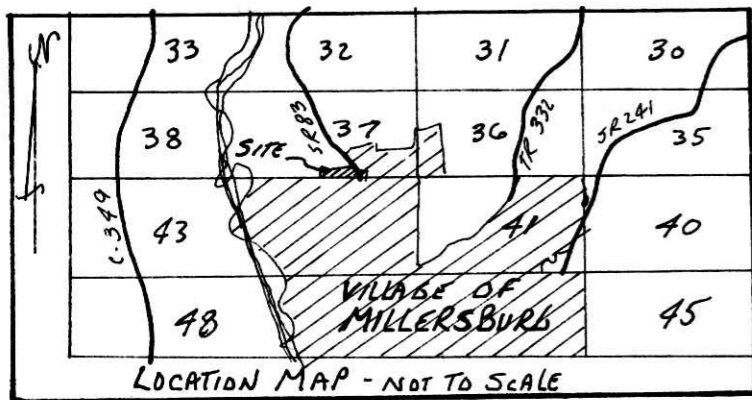 N
33 32 31 30
38 37 36 35
SR 83
TR 332
SR 241
SITE
43 41 40
C-349
VILLAGE OF
MILLERSBURG
48 45
LOCATION MAP - NOT TO SCALE